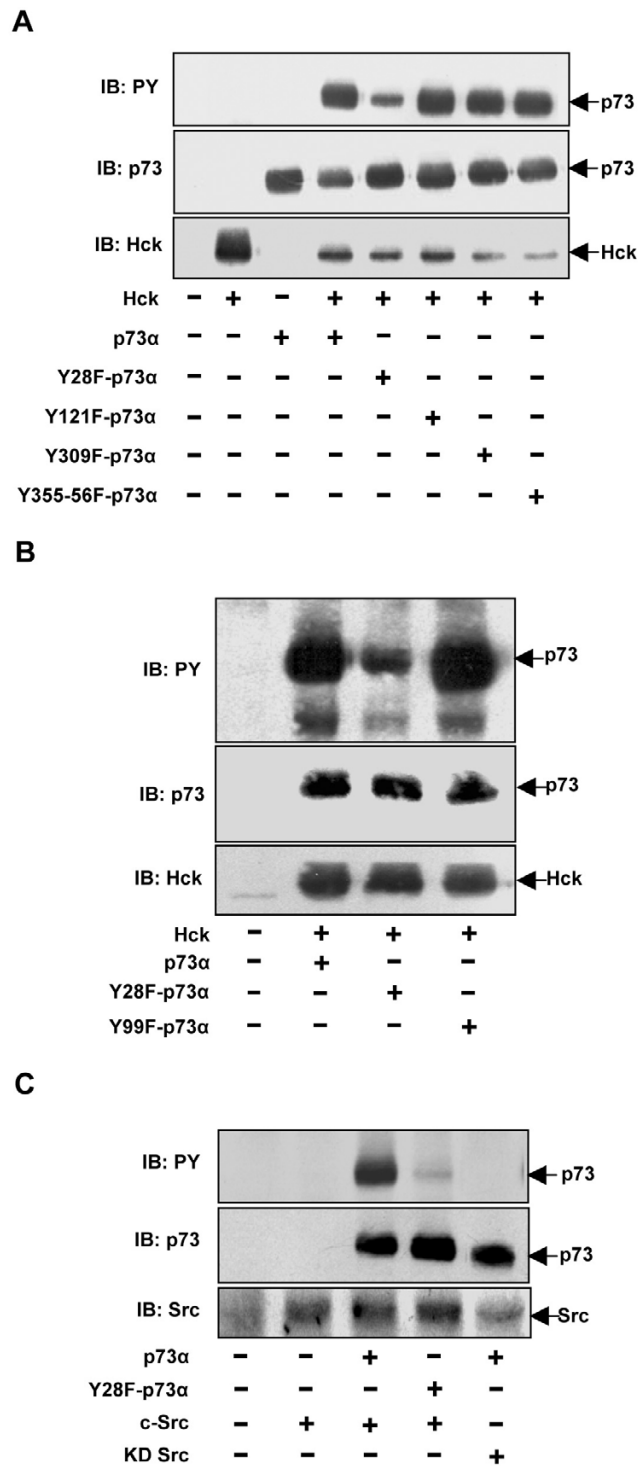 A
IB: PY
p73
IB: p73
p73
IB: Hck
Hck
Hck − + − + + + + +
p73α − − + + − − − −
Y28F-p73α − − − − + − − −
Y121F-p73α − − − − − + − −
Y309F-p73α − − − − − − + −
Y355-56F-p73α − − − − − − − +
B
IB: PY
p73
IB: p73
p73
IB: Hck
Hck
Hck − + + +
p73α − + − −
Y28F-p73α − − + −
Y99F-p73α − − − +
C
IB: PY
p73
IB: p73
p73
IB: Src
Src
p73α − − + − +
Y28F-p73α − − − + −
c-Src − + + + −
KD Src − − − − +